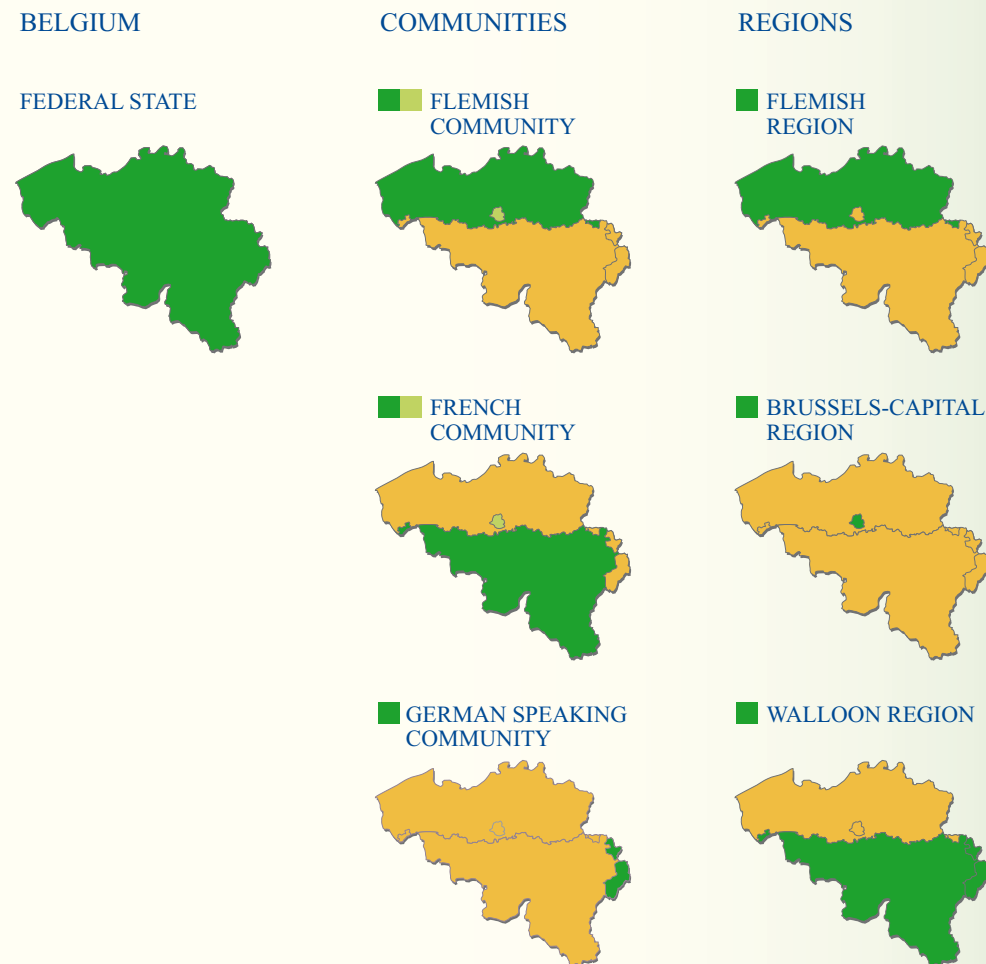 BELGIUM
COMMUNITIES
REGIONS
FEDERAL STATE
FLEMISH
COMMUNITY
FLEMISH
REGION
FRENCH
COMMUNITY
BRUSSELS-CAPITAL
REGION
GERMAN SPEAKING
COMMUNITY
WALLOON REGION